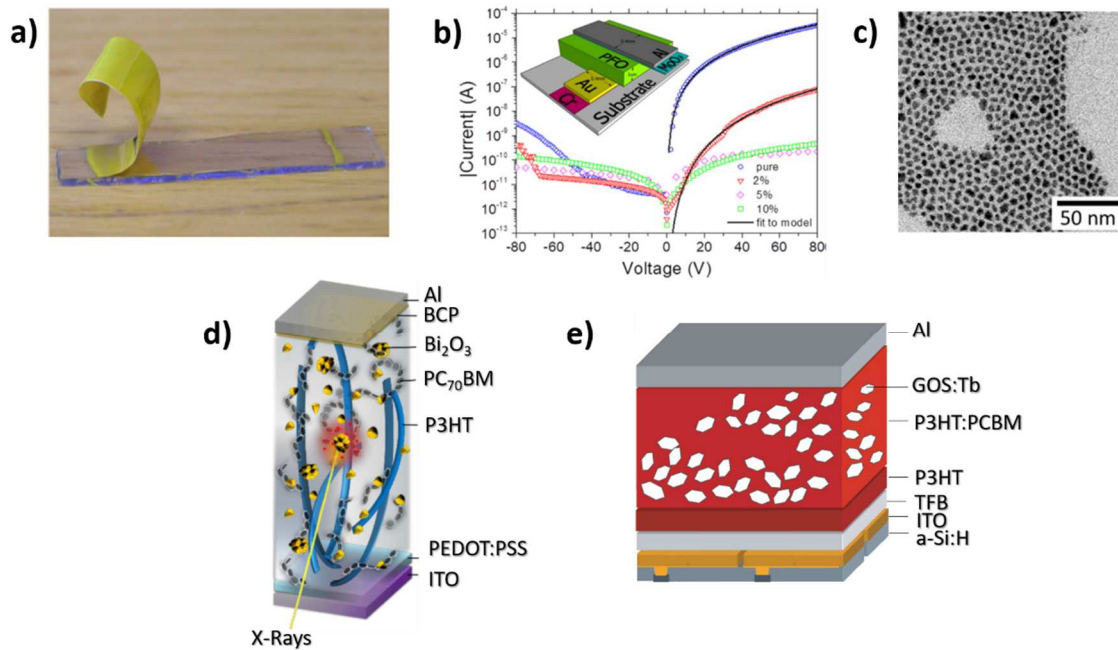 a)
b)
|Current| (A)
10⁻⁴
10⁻⁵
10⁻⁶
10⁻⁷
10⁻⁸
10⁻⁹
10⁻¹⁰
10⁻¹¹
10⁻¹²
10⁻¹³
-80 -60 -40 -20 0 20 40 60 80
Voltage (V)
Al
PFO
MoOx
Au
Cr
Substrate
pure
2%
5%
10%
fit to model
c)
50 nm
d)
Al
BCP
Bi₂O₃
PC₇₀BM
P3HT
PEDOT:PSS
ITO
X-Rays
e)
Al
GOS:Tb
P3HT:PCBM
P3HT
TFB
ITO
a-Si:H